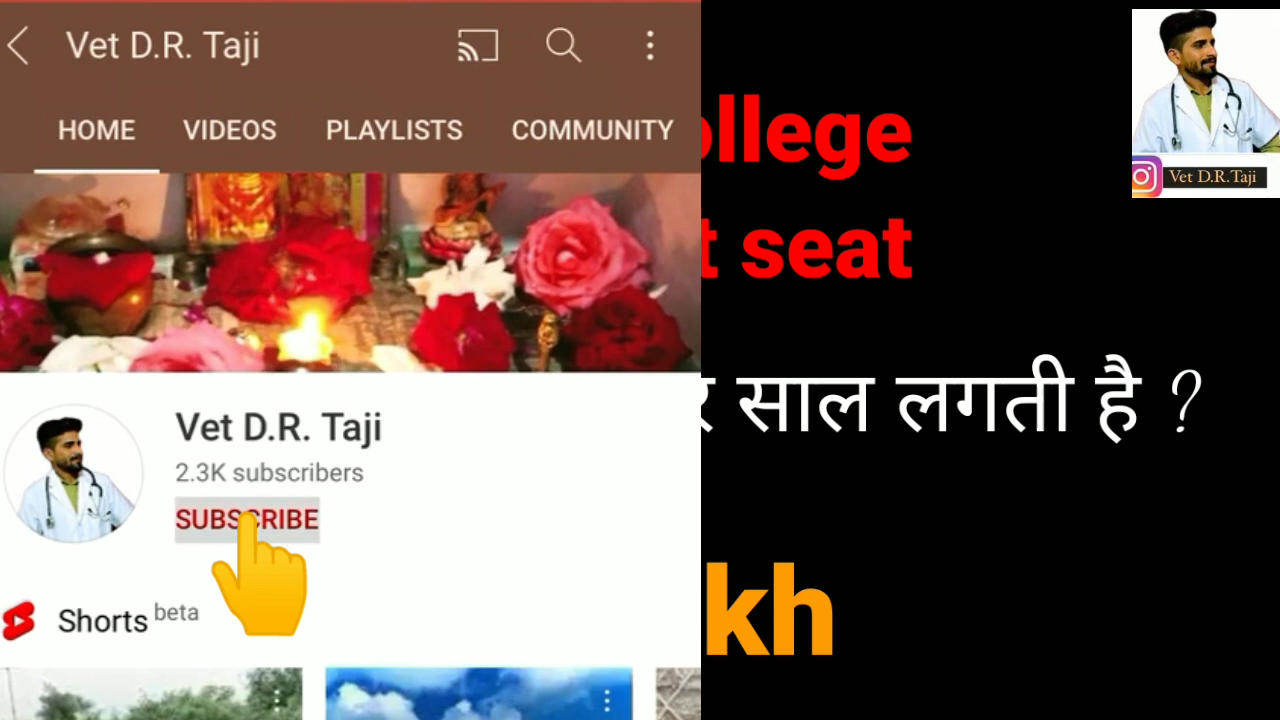 Vet D.R. Taji
HOME VIDEOS PLAYLISTS COMMUNITY
Vet D.R. Taji
2.3K subscribers
SUBSCRIBE
Shorts beta
ollege
t seat
साल लगती है ?
kh
Vet D.R.Taji